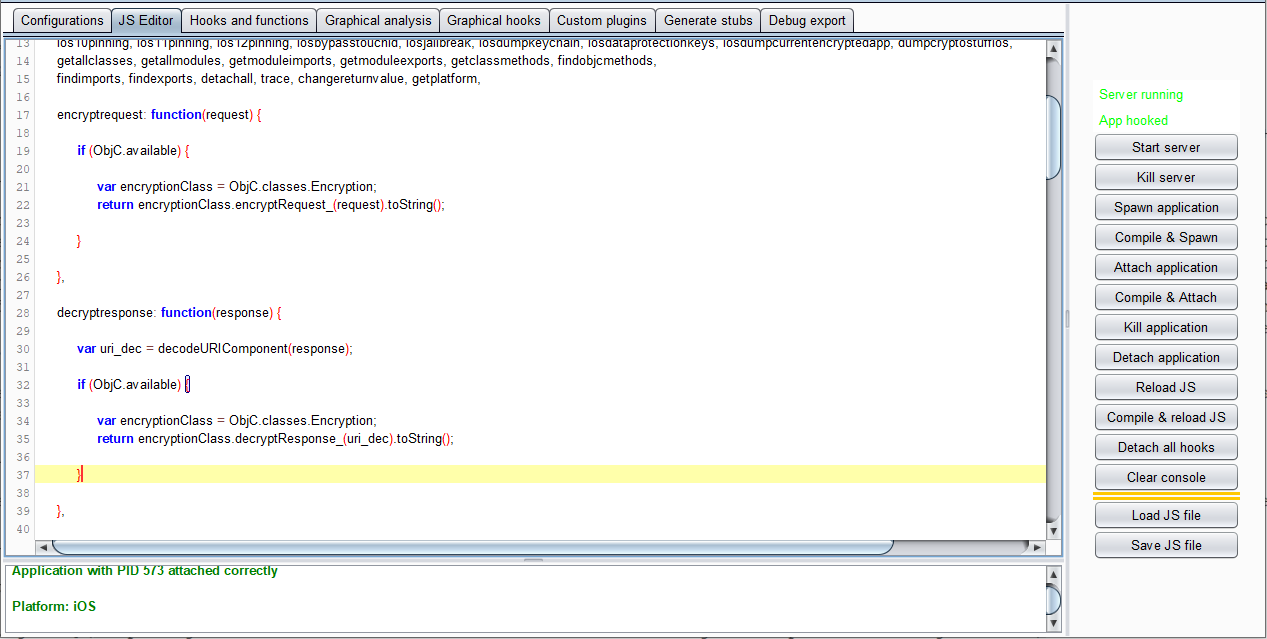 Configurations JS Editor Hooks and functions Graphical analysis Graphical hooks Custom plugins Generate stubs Debug export
13 ios10pinning, ios11pinning, ios12pinning, iosbypasstouchid, iosjailbreak, iosdumpkeychain, iosdataprotectionkeys, iosdumpcurrentencryptedapp, dumpcryptostuffios,
14 getallclasses, getallmodules, getmoduleimports, getmoduleexports, getclassmethods, findobjcmethods,
15 findimports, findexports, detachall, trace, changereturnvalue, getplatform,
16
17 encryptrequest: function(request) {
18
19 if (ObjC.available) {
20
21 var encryptionClass = ObjC.classes.Encryption;
22 return encryptionClass.encryptRequest_(request).toString();
23
24 }
25
26 },
27
28 decryptresponse: function(response) {
29
30 var uri_dec = decodeURIComponent(response);
31
32 if (ObjC.available) {
33
34 var encryptionClass = ObjC.classes.Encryption;
35 return encryptionClass.decryptResponse_(uri_dec).toString();
36
37 }
38
39 },
40
Application with PID 573 attached correctly
Platform: iOS
Server running
App hooked
Start server
Kill server
Spawn application
Compile & Spawn
Attach application
Compile & Attach
Kill application
Detach application
Reload JS
Compile & reload JS
Detach all hooks
Clear console
Load JS file
Save JS file